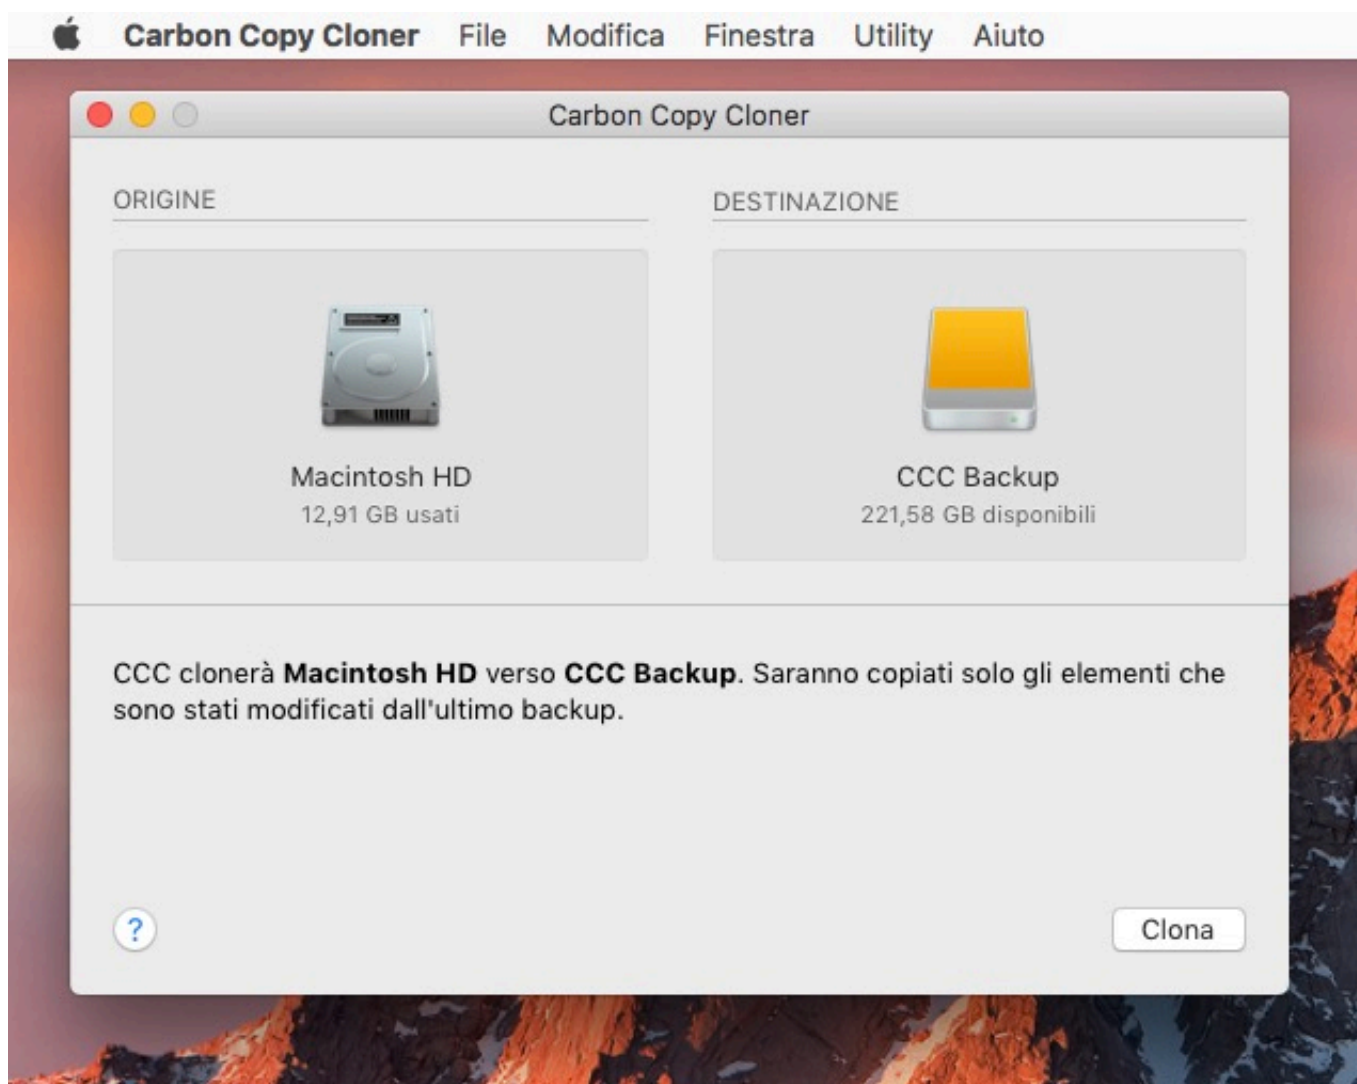 Carbon Copy Cloner File Modifica Finestra Utility Aiuto
Carbon Copy Cloner
ORIGINE
DESTINAZIONE
Macintosh HD
12,91 GB usati
CCC Backup
221,58 GB disponibili
CCC clonerà Macintosh HD verso CCC Backup. Saranno copiati solo gli elementi che
sono stati modificati dall'ultimo backup.
?
Clona